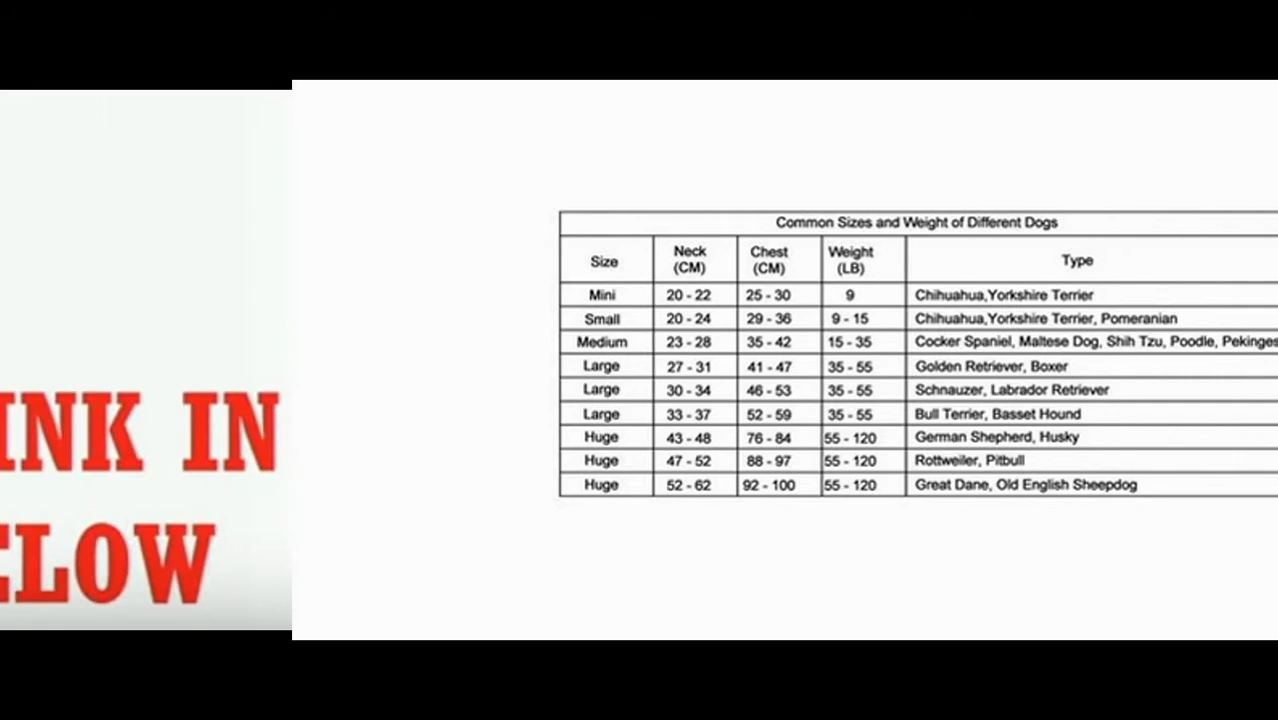 INK IN
ELOW
Common Sizes and Weight of Different Dogs
Size Neck (CM) Chest (CM) Weight (LB) Type
Mini 20 - 22 25 - 30 9 Chihuahua,Yorkshire Terrier
Small 20 - 24 29 - 36 9 - 15 Chihuahua,Yorkshire Terrier, Pomeranian
Medium 23 - 28 35 - 42 15 - 35 Cocker Spaniel, Maltese Dog, Shih Tzu, Poodle, Pekinges
Large 27 - 31 41 - 47 35 - 55 Golden Retriever, Boxer
Large 30 - 34 46 - 53 35 - 55 Schnauzer, Labrador Retriever
Large 33 - 37 52 - 59 35 - 55 Bull Terrier, Basset Hound
Huge 43 - 48 76 - 84 55 - 120 German Shepherd, Husky
Huge 47 - 52 88 - 97 55 - 120 Rottweiler, Pitbull
Huge 52 - 62 92 - 100 55 - 120 Great Dane, Old English Sheepdog